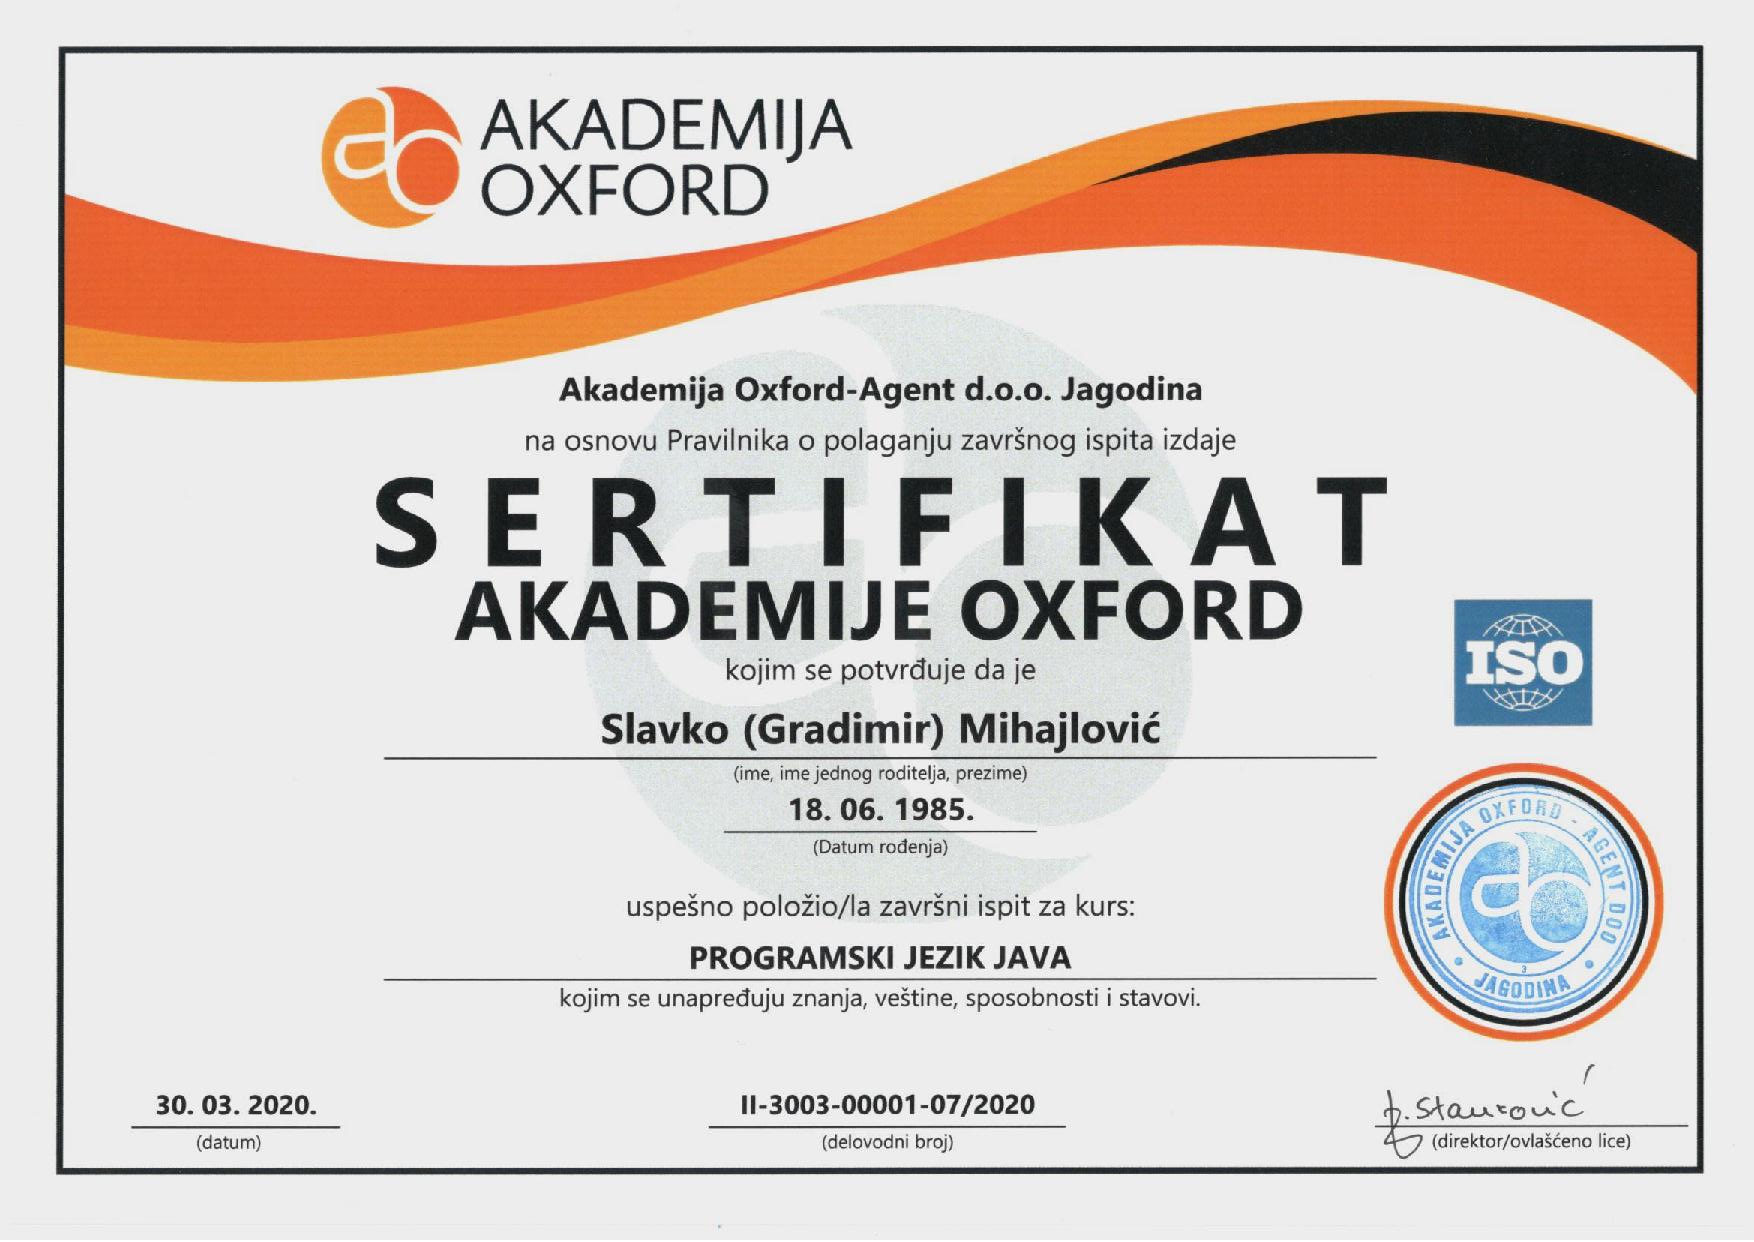 AKADEMIJA
OXFORD
Akademija Oxford-Agent d.o.o. Jagodina
na osnovu Pravilnika o polaganju završnog ispita izdaje
SERTIFIKAT
AKADEMIJE OXFORD
kojim se potvrđuje da je
ISO
Slavko (Gradimir) Mihajlović
(ime, ime jednog roditelja, prezime)
18. 06. 1985.
(Datum rođenja)
AKADEMIJA OXFORD - AGENT DOO
3
• JAGODINA •
uspešno položio/la završni ispit za kurs:
PROGRAMSKI JEZIK JAVA
kojim se unapređuju znanja, veštine, sposobnosti i stavovi.
30. 03. 2020.
(datum)
II-3003-00001-07/2020
(delovodni broj)
(direktor/ovlašćeno lice)